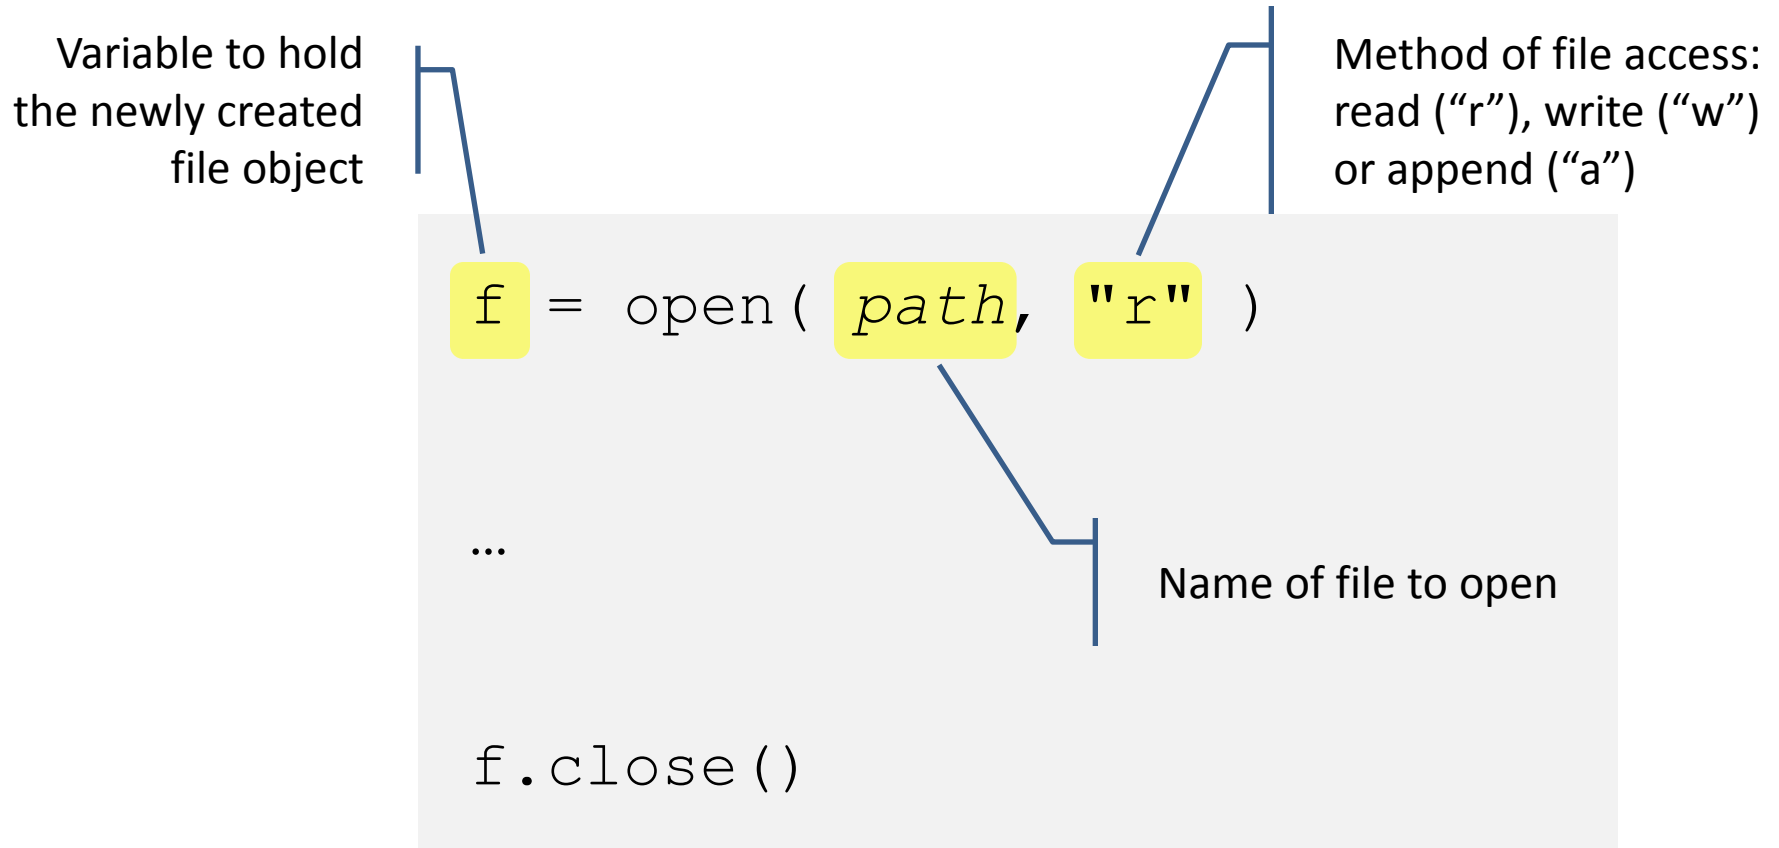 Variable to hold
the newly created
file object
Method of file access:
read (“r”), write (“w”)
or append (“a”)
f = open( path, "r" )
…
Name of file to open
f.close()